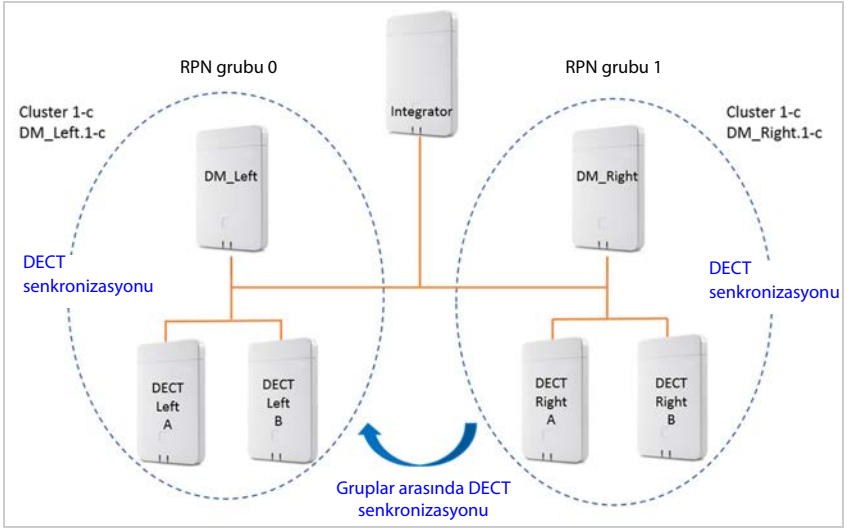 RPN grubu 0
RPN grubu 1
Integrator
Cluster 1-c
DM_Left.1-c
Cluster 1-c
DM_Right.1-c
DM_Left
DM_Right
DECT
senkronizasyonu
DECT
senkronizasyonu
DECT
Left
A
DECT
Left
B
DECT
Right
A
DECT
Right
B
Gruplar arasında DECT
senkronizasyonu